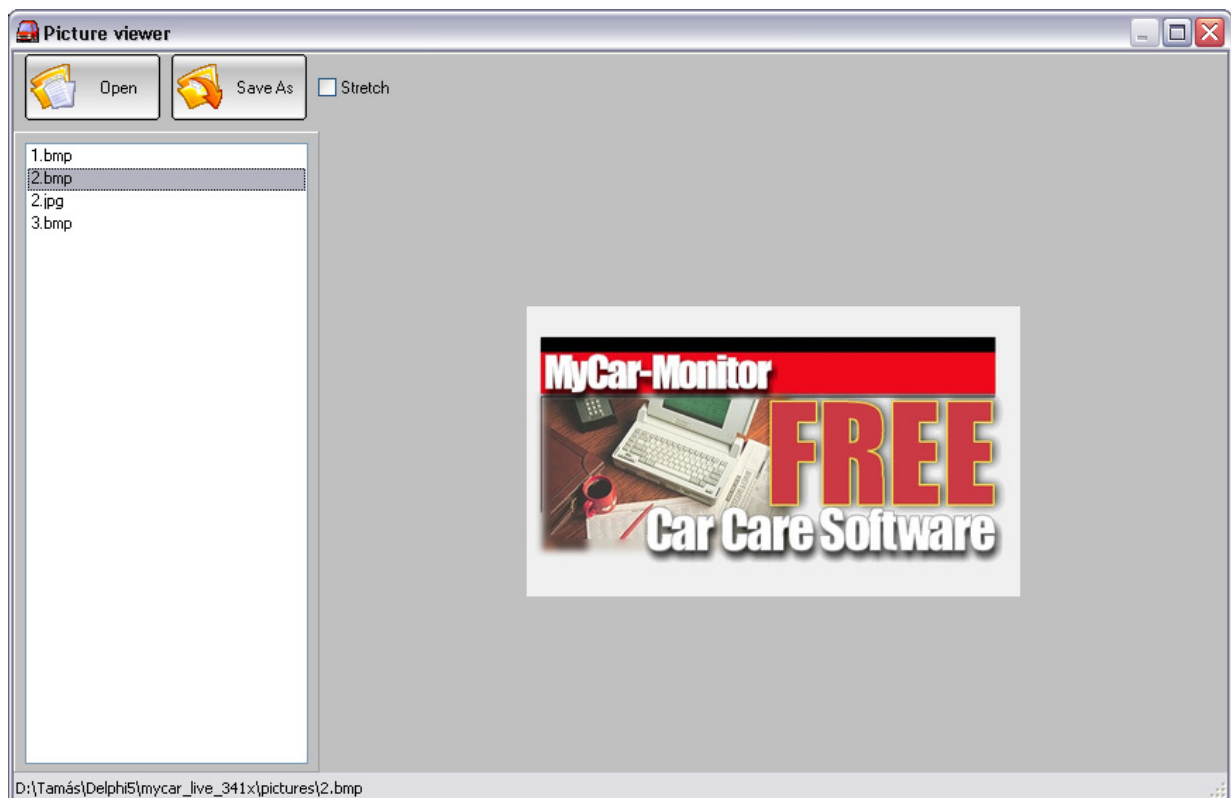 Picture viewer
Open
Save As
Stretch
1.bmp
2.bmp
2.jpg
3.bmp
MyCar-Monitor
FREE
Car Care Software
D:\Tamás\Delphi5\mycar_live_341x\pictures\2.bmp